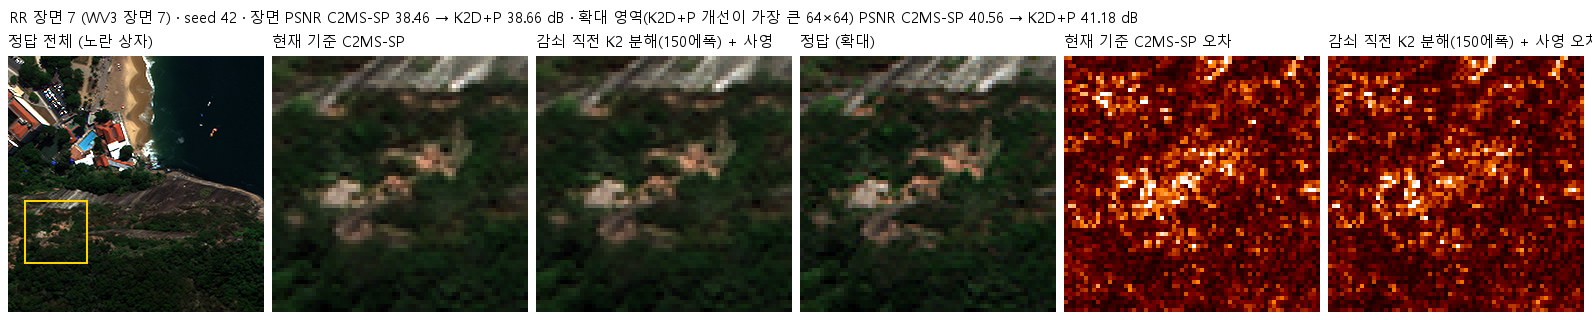 RR 장면 7 (WV3 장면 7) · seed 42 · 장면 PSNR C2MS-SP 38.46 → K2D+P 38.66 dB · 확대 영역(K2D+P 개선이 가장 큰 64×64) PSNR C2MS-SP 40.56 → K2D+P 41.18 dB
정답 전체 (노란 상자)
현재 기준 C2MS-SP
감쇠 직전 K2 분해(150에폭) + 사영
정답 (확대)
현재 기준 C2MS-SP 오차
감쇠 직전 K2 분해(150에폭) + 사영 오차